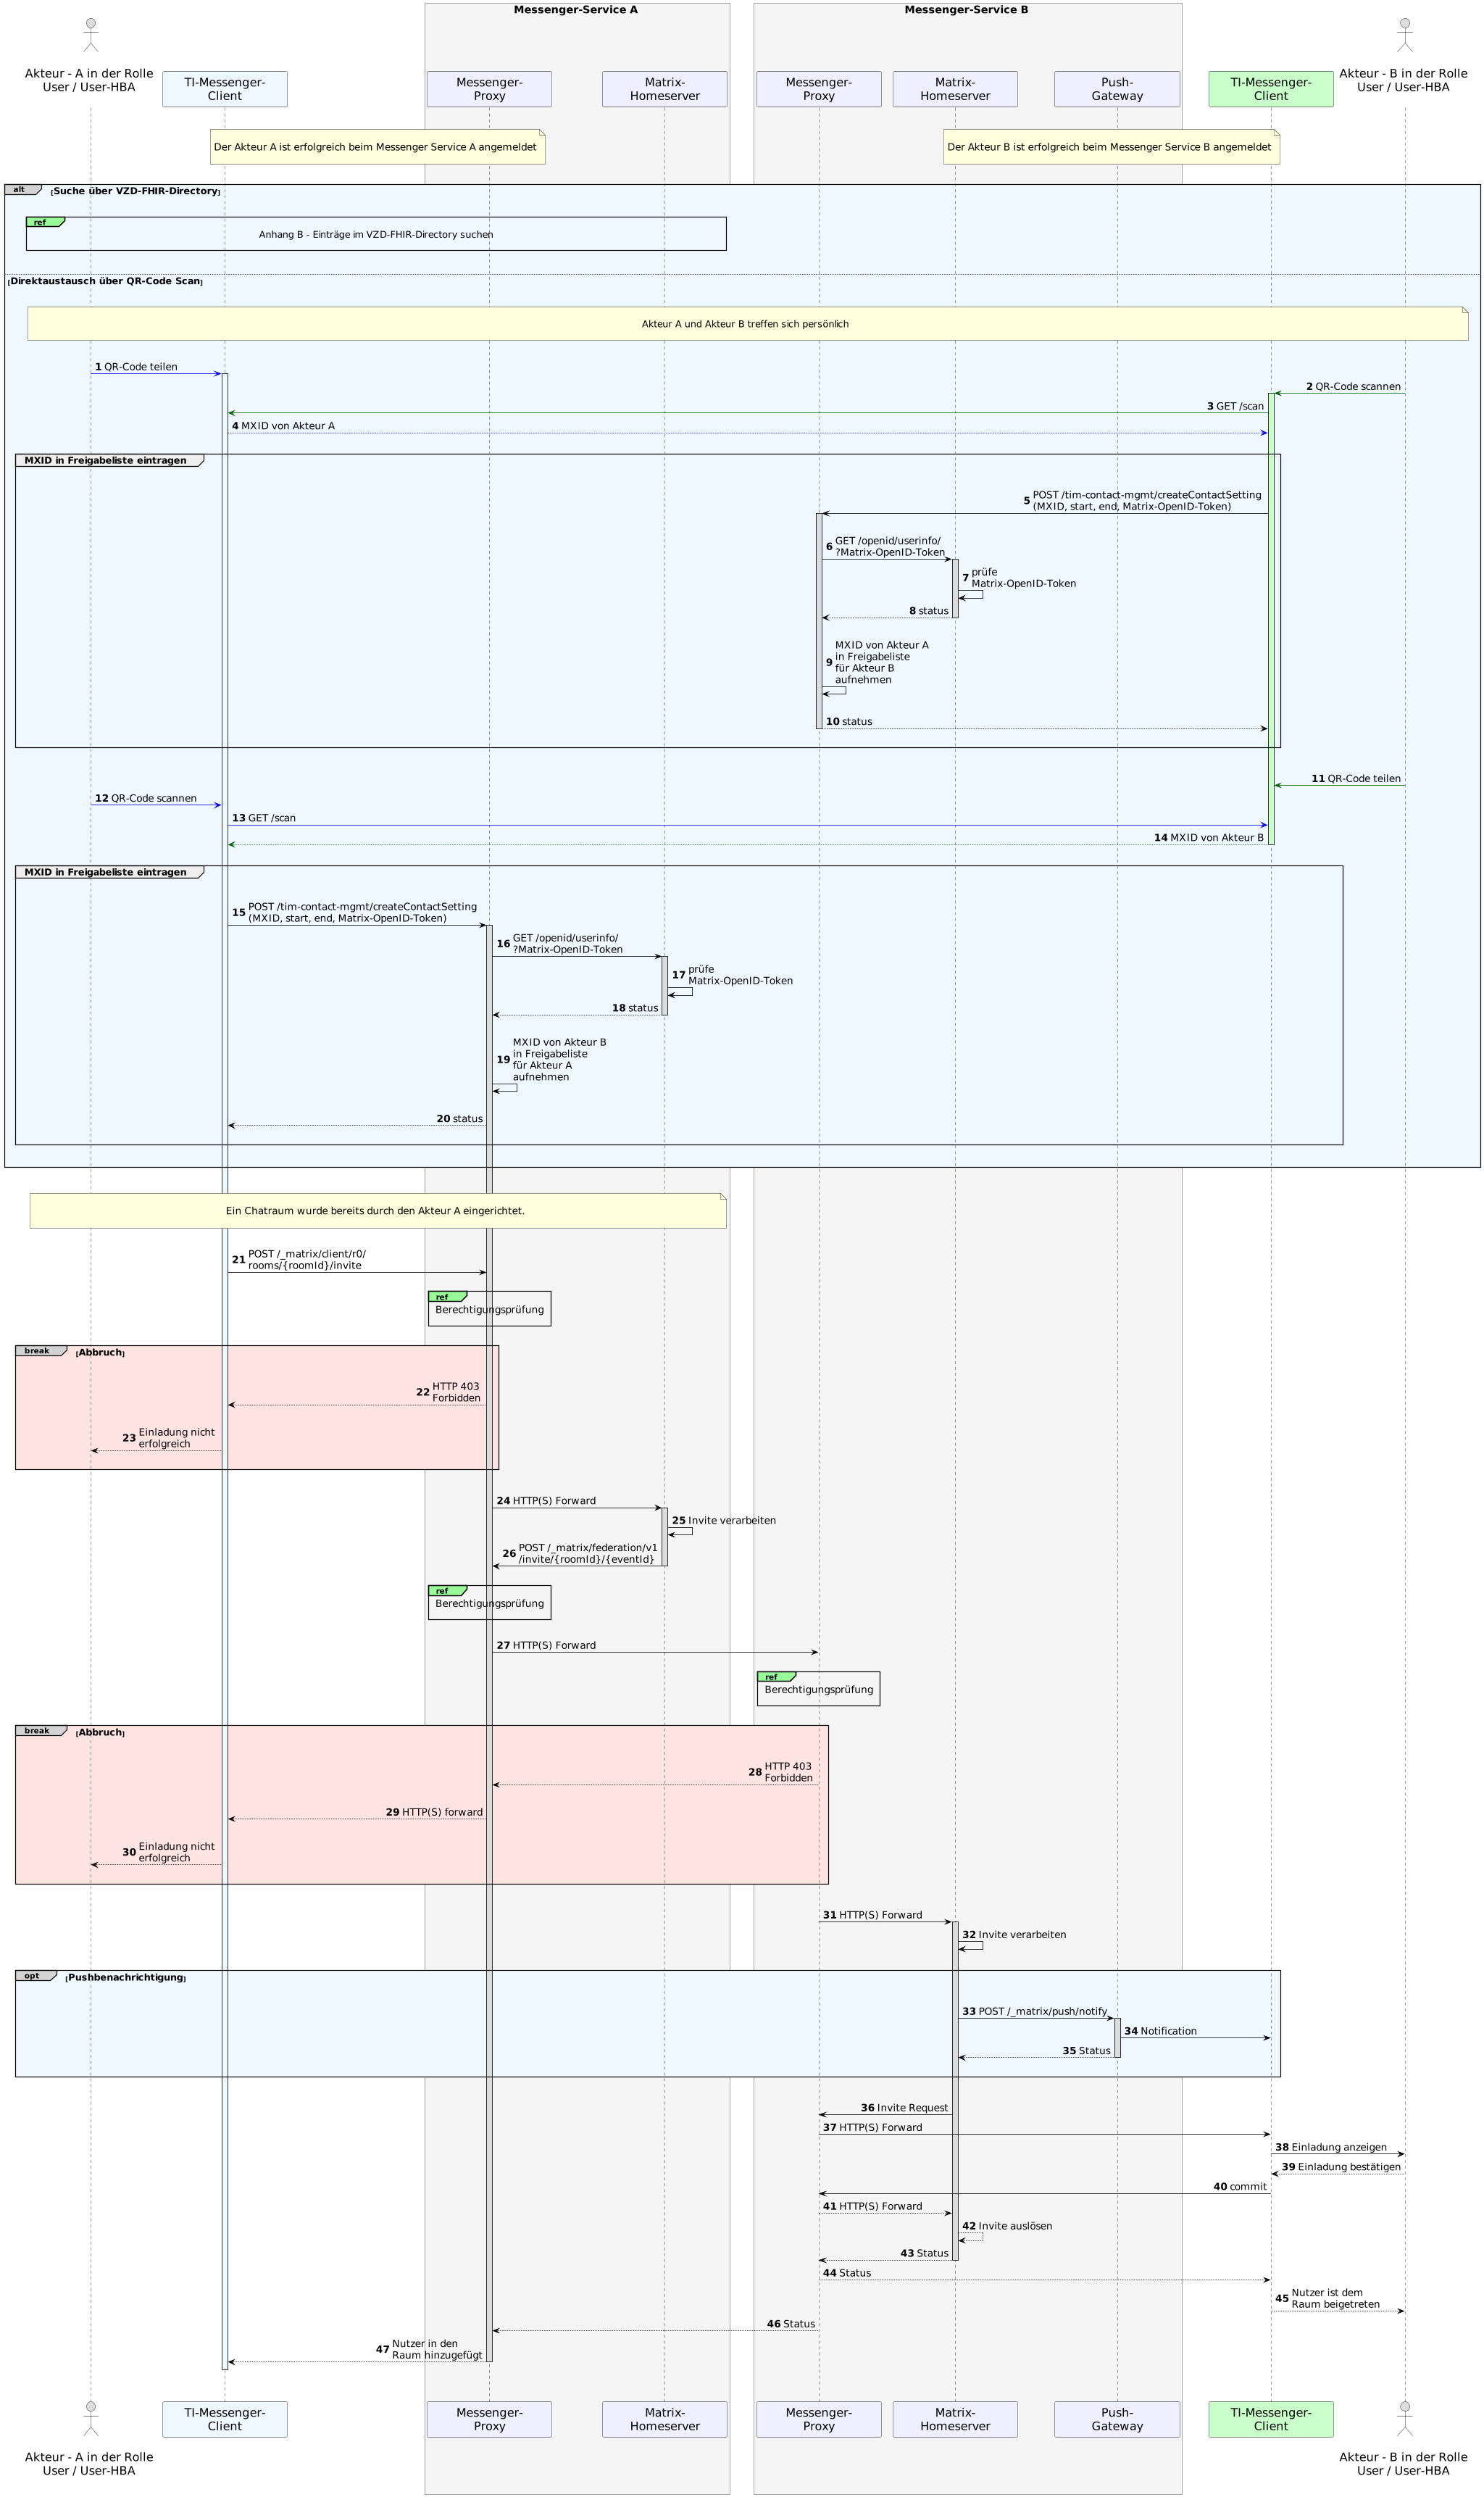 Messenger-Service A
Messenger-Service B
Akteur - A in der Rolle
User / User-HBA
TI-Messenger-
Client
Messenger-
Proxy
Matrix-
Homeserver
Messenger-
Proxy
Matrix-
Homeserver
Push-
Gateway
TI-Messenger-
Client
Akteur - B in der Rolle
User / User-HBA
Der Akteur A ist erfolgreich beim Messenger Service A angemeldet
Der Akteur B ist erfolgreich beim Messenger Service B angemeldet
alt [Suche über VZD-FHIR-Directory]
ref
Anhang B - Einträge im VZD-FHIR-Directory suchen
[Direktaustausch über QR-Code Scan]
Akteur A und Akteur B treffen sich persönlich
1 QR-Code teilen
2 QR-Code scannen
3 GET /scan
4 MXID von Akteur A
MXID in Freigabeliste eintragen
5 POST /tim-contact-mgmt/createContactSetting
(MXID, start, end, Matrix-OpenID-Token)
6 GET /openid/userinfo/
?Matrix-OpenID-Token
7 prüfe
Matrix-OpenID-Token
8 status
9 MXID von Akteur A
in Freigabeliste
für Akteur B
aufnehmen
10 status
11 QR-Code teilen
12 QR-Code scannen
13 GET /scan
14 MXID von Akteur B
MXID in Freigabeliste eintragen
15 POST /tim-contact-mgmt/createContactSetting
(MXID, start, end, Matrix-OpenID-Token)
16 GET /openid/userinfo/
?Matrix-OpenID-Token
17 prüfe
Matrix-OpenID-Token
18 status
19 MXID von Akteur B
in Freigabeliste
für Akteur A
aufnehmen
20 status
Ein Chatraum wurde bereits durch den Akteur A eingerichtet.
21 POST /_matrix/client/r0/
rooms/{roomId}/invite
ref
Berechtigungsprüfung
break [Abbruch]
22 HTTP 403
Forbidden
23 Einladung nicht
erfolgreich
24 HTTP(S) Forward
25 Invite verarbeiten
26 POST /_matrix/federation/v1
/invite/{roomId}/{eventId}
ref
Berechtigungsprüfung
27 HTTP(S) Forward
ref
Berechtigungsprüfung
break [Abbruch]
28 HTTP 403
Forbidden
29 HTTP(S) forward
30 Einladung nicht
erfolgreich
31 HTTP(S) Forward
32 Invite verarbeiten
opt [Pushbenachrichtigung]
33 POST /_matrix/push/notify
34 Notification
35 Status
36 Invite Request
37 HTTP(S) Forward
38 Einladung anzeigen
39 Einladung bestätigen
40 commit
41 HTTP(S) Forward
42 Invite auslösen
43 Status
44 Status
45 Nutzer ist dem
Raum beigetreten
46 Status
47 Nutzer in den
Raum hinzugefügt
Akteur - A in der Rolle
User / User-HBA
TI-Messenger-
Client
Messenger-
Proxy
Matrix-
Homeserver
Messenger-
Proxy
Matrix-
Homeserver
Push-
Gateway
TI-Messenger-
Client
Akteur - B in der Rolle
User / User-HBA